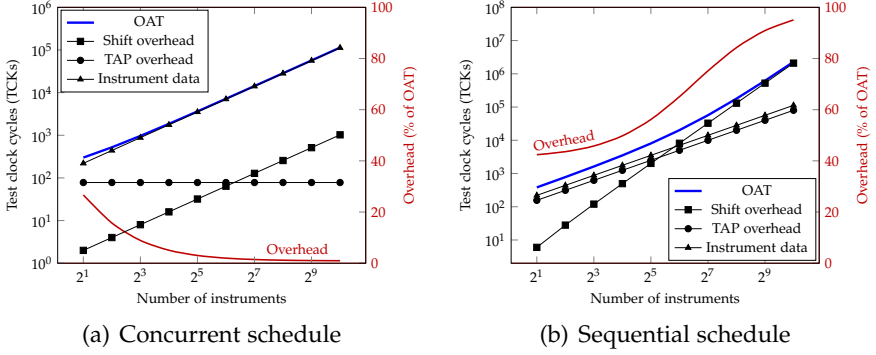 OAT
Shift overhead
TAP overhead
Instrument data
Overhead
10^6
10^5
10^4
10^3
10^2
10^1
10^0
Test clock cycles (TCKs)
100
80
60
40
20
0
Overhead (% of OAT)
2^1
2^3
2^5
2^7
2^9
Number of instruments
(a) Concurrent schedule
10^8
10^7
10^6
10^5
10^4
10^3
10^2
10^1
Test clock cycles (TCKs)
Overhead
OAT
Shift overhead
TAP overhead
Instrument data
100
80
60
40
20
0
Overhead (% of OAT)
2^1
2^3
2^5
2^7
2^9
Number of instruments
(b) Sequential schedule